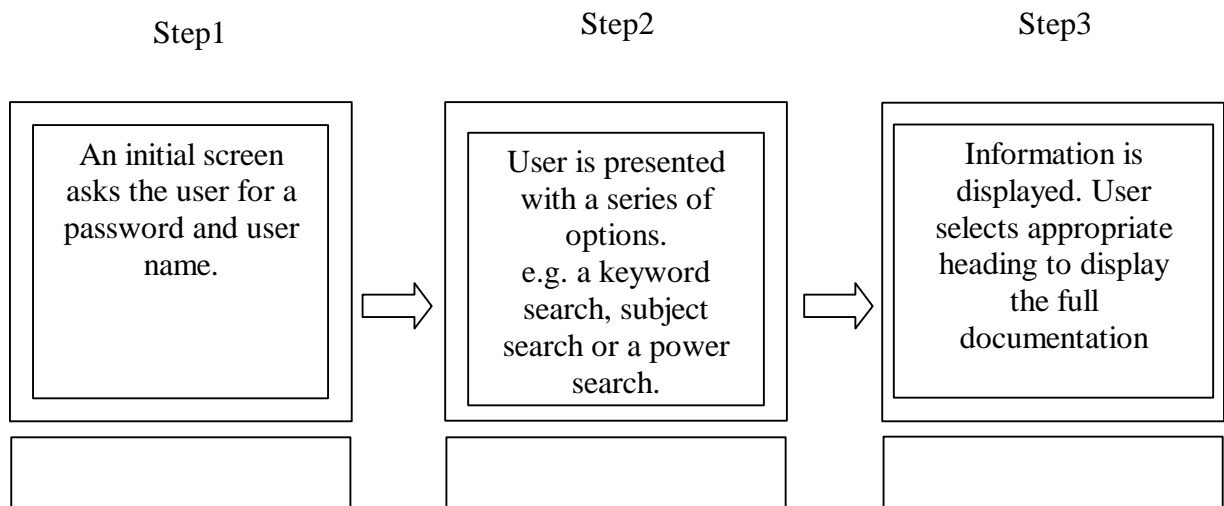 Step1
Step2
Step3
An initial screen
asks the user for a
password and user
name.
User is presented
with a series of
options.
e.g. a keyword
search, subject
search or a power
search.
Information is
displayed. User
selects appropriate
heading to display
the full
documentation